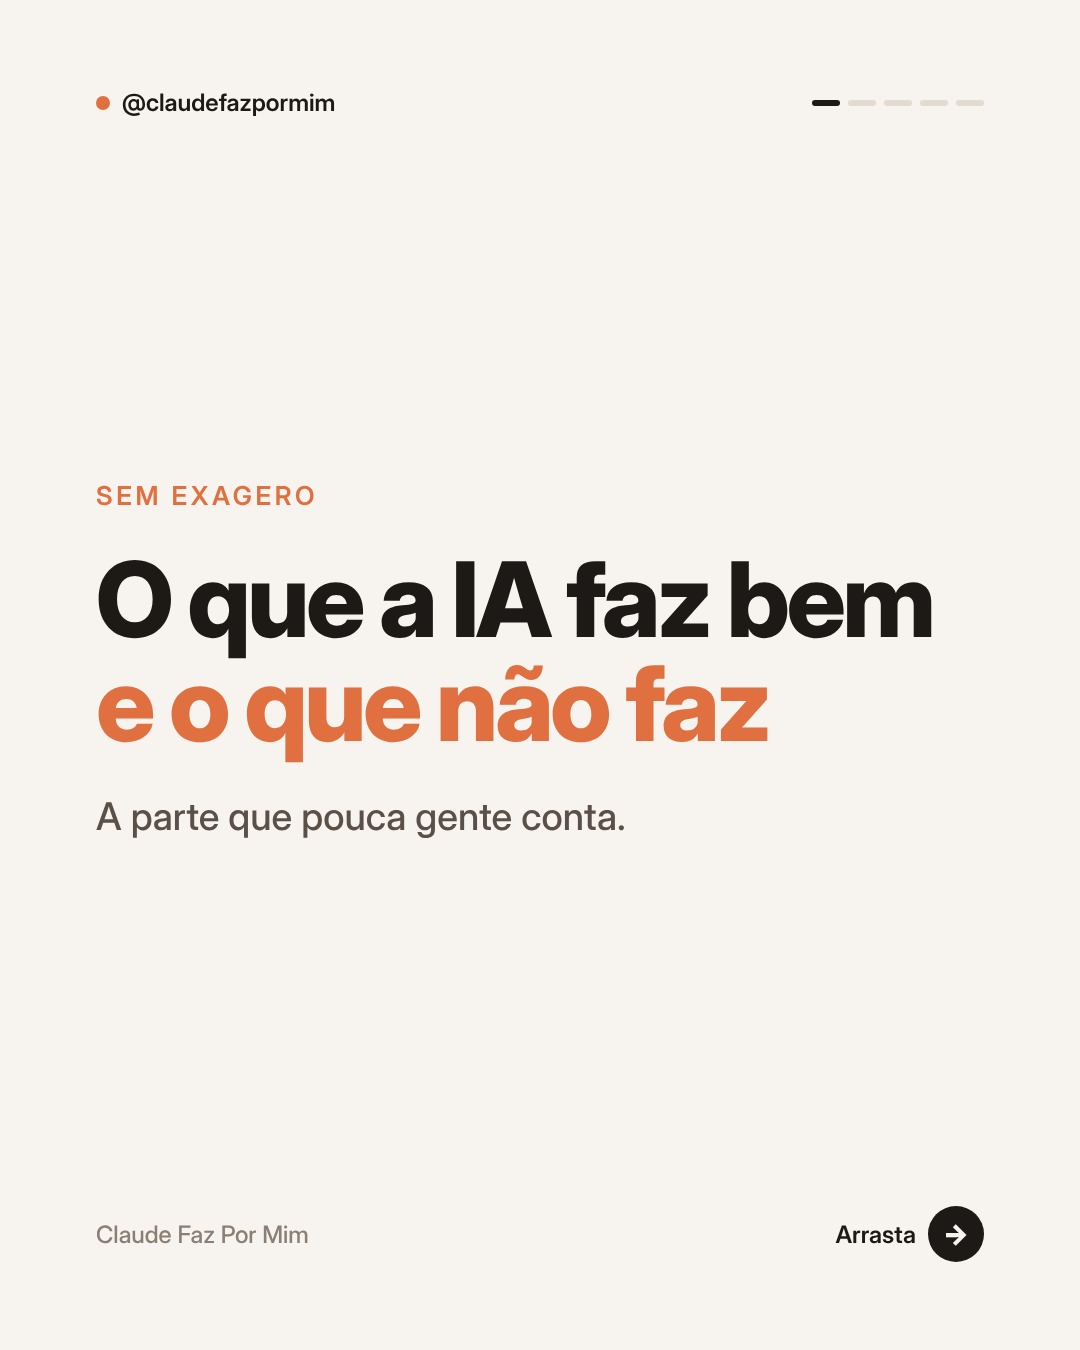 @claudefazpormim
SEM EXAGERO
O que a IA faz bem
e o que não faz
A parte que pouca gente conta.
Claude Faz Por Mim
Arrasta